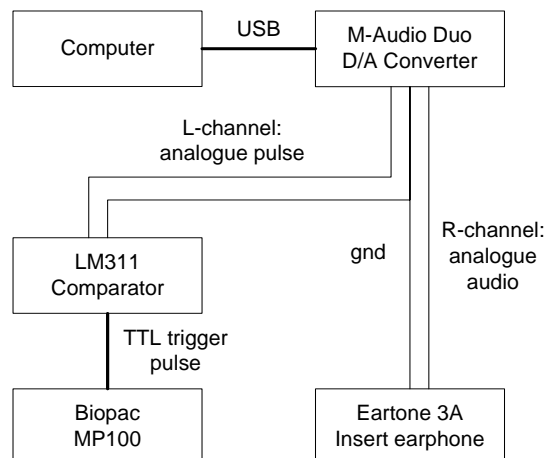 Computer
USB
M-Audio Duo
D/A Converter
L-channel:
analogue pulse
LM311
Comparator
gnd
R-channel:
analogue
audio
TTL trigger
pulse
Biopac
MP100
Eartone 3A
Insert earphone